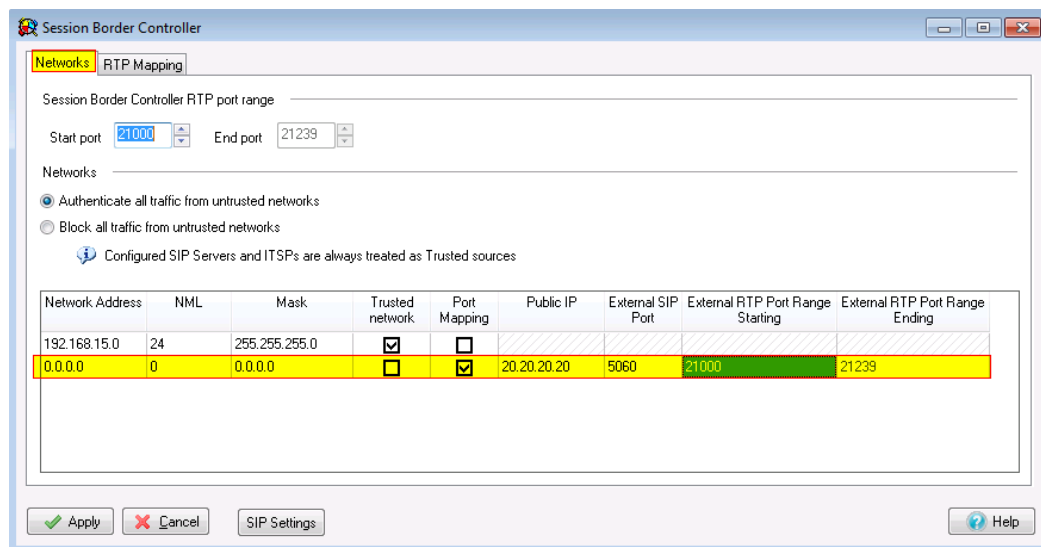 Session Border Controller
Networks RTP Mapping
Session Border Controller RTP port range
Start port 21000 End port 21239
Networks
Authenticate all traffic from untrusted networks
Block all traffic from untrusted networks
Configured SIP Servers and ITSPs are always treated as Trusted sources
Network Address NML Mask Trusted network Port Mapping Public IP External SIP Port External RTP Port Range Starting External RTP Port Range Ending
192.168.15.0 24 255.255.255.0
0.0.0.0 0 0.0.0.0 20.20.20.20 5060 21000 21239
Apply Cancel SIP Settings Help